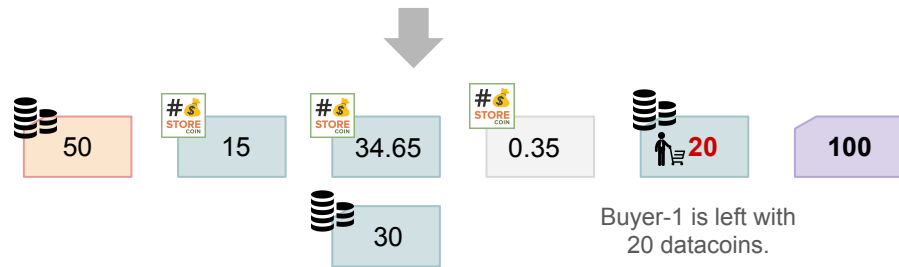 #
STORE
COIN
#
STORE
COIN
#
STORE
COIN
50
15
34.65
0.35
20
100
30
Buyer-1 is left with
20 datacoins.